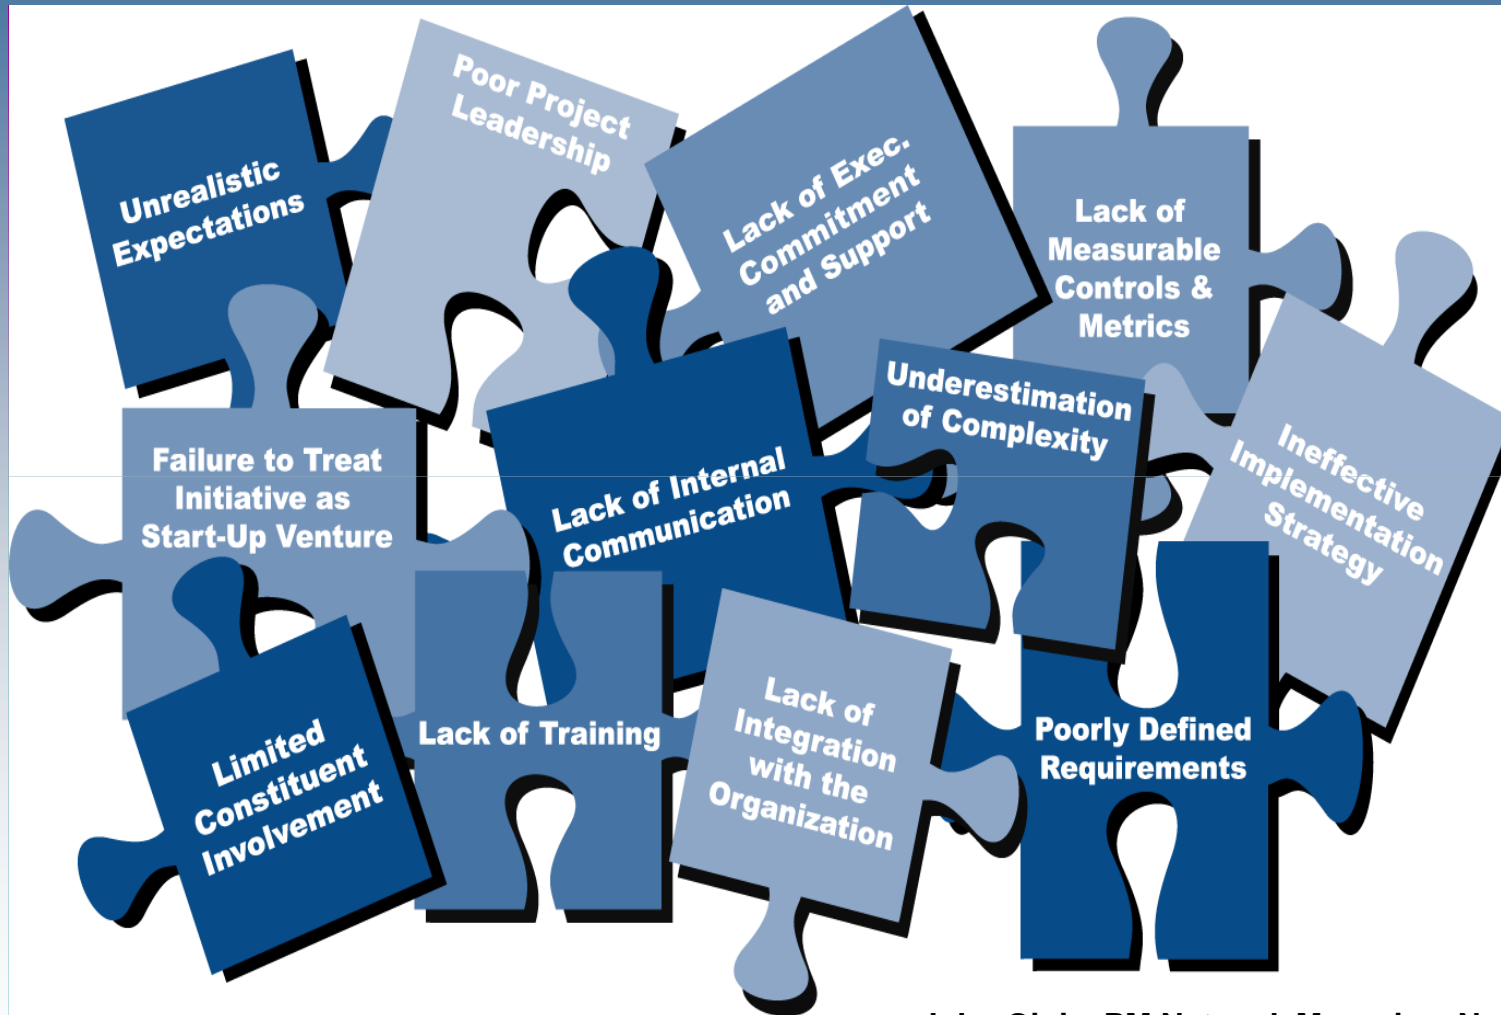 Unrealistic
Expectations
Poor Project
Leadership
Lack of Exec.
Commitment
and Support
Lack of
Measurable
Controls &
Metrics
Failure to Treat
Initiative as
Start-Up Venture
Lack of Internal
Communication
Underestimation
of Complexity
Ineffective
Implementation
Strategy
Limited
Constituent
Involvement
Lack of Training
Lack of
Integration
with the
Organization
Poorly Defined
Requirements